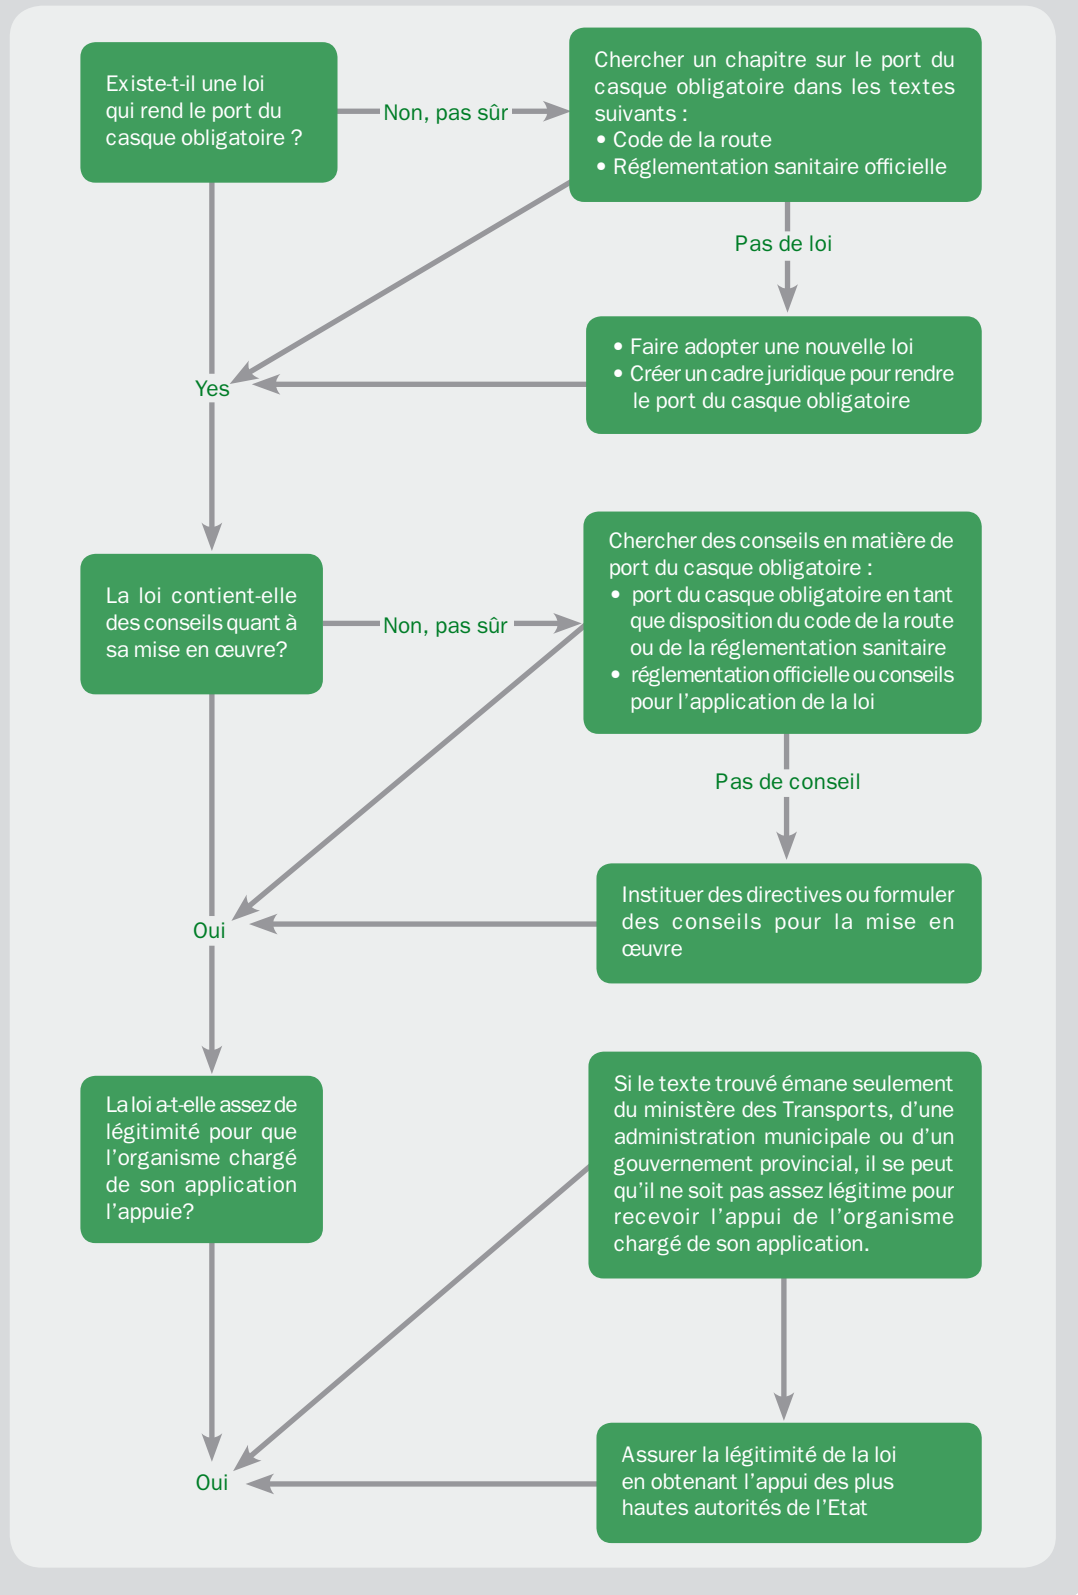 Existe-t-il une loi
qui rend le port du
casque obligatoire ?
Non, pas sûr
Chercher un chapitre sur le port du
casque obligatoire dans les textes
suivants :
• Code de la route
• Réglementation sanitaire officielle
Pas de loi
• Faire adopter une nouvelle loi
• Créer un cadre juridique pour rendre
le port du casque obligatoire
Yes
La loi contient-elle
des conseils quant à
sa mise en œuvre?
Non, pas sûr
Chercher des conseils en matière de
port du casque obligatoire :
• port du casque obligatoire en tant
que disposition du code de la route
ou de la réglementation sanitaire
• réglementation officielle ou conseils
pour l’application de la loi
Pas de conseil
Instituer des directives ou formuler
des conseils pour la mise en
œuvre
Oui
La loi a-t-elle assez de
légitimité pour que
l’organisme chargé
de son application
l’appuie?
Si le texte trouvé émane seulement
du ministère des Transports, d’une
administration municipale ou d’un
gouvernement provincial, il se peut
qu’il ne soit pas assez légitime pour
recevoir l’appui de l’organisme
chargé de son application.
Assurer la légitimité de la loi
en obtenant l’appui des plus
hautes autorités de l’Etat
Oui